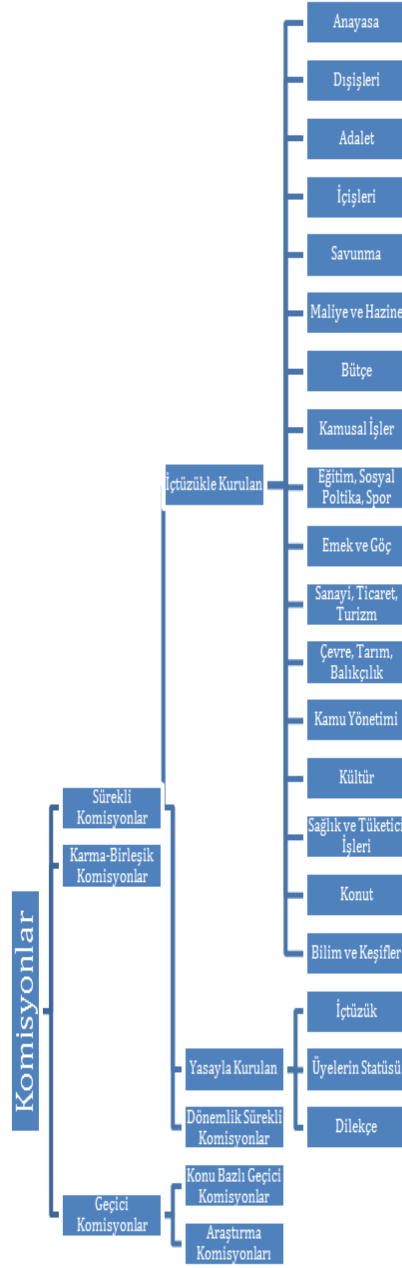 Komisyonlar
Sürekli
Komisyonlar
İçtüzükle Kurulan
Anayasa
Dışişleri
Adalet
İçişleri
Savunma
Maliye ve Hazine
Bütçe
Kamusal İşler
Eğitim, Sosyal
Poltika, Spor
Emek ve Göç
Sanayi, Ticaret,
Turizm
Çevre, Tarım,
Balıkçılık
Kamu Yönetimi
Kültür
Sağlık ve Tüketici
İşleri
Konut
Bilim ve Keşifler
Yasayla Kurulan
İçtüzük
Üyelerin Statüsü
Dilekçe
Dönemlik Sürekli
Komisyonlar
Karma-Birleşik
Komisyonlar
Geçici
Komisyonlar
Konu Bazlı Geçici
Komisyonlar
Araştırma
Komisyonları